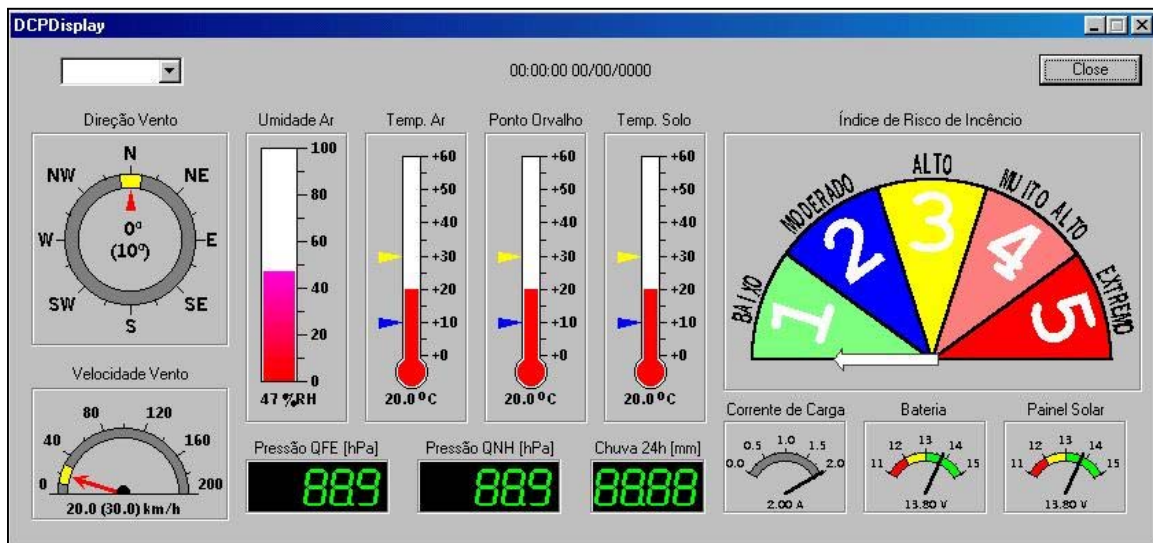 DCPDisplay
00:00:00 00/00/0000
Close
Direção Vento
N
NW
NE
W
E
SW
SE
S
0º
(10º)
Velocidade Vento
0
40
80
120
160
200
20.0 (30.0) km/h
Umidade Ar
100
80
60
40
20
0
47 %RH
Temp. Ar
+60
+50
+40
+30
+20
+10
+0
20.0 ºC
Ponto Orvalho
+60
+50
+40
+30
+20
+10
+0
20.0 ºC
Temp. Solo
+60
+50
+40
+30
+20
+10
+0
20.0 ºC
Pressão QFE [hPa]
88.9
Pressão QNH [hPa]
88.9
Chuva 24h [mm]
88.88
Índice de Risco de Incêncio
BAIXO
MODERADO
ALTO
MUITO ALTO
EXTREMO
1
2
3
4
5
Corrente de Carga
0.0
0.5
1.0
1.5
2.0
2.00 A
Bateria
11
12
13
14
15
13.80 V
Painel Solar
11
12
13
14
15
13.80 V